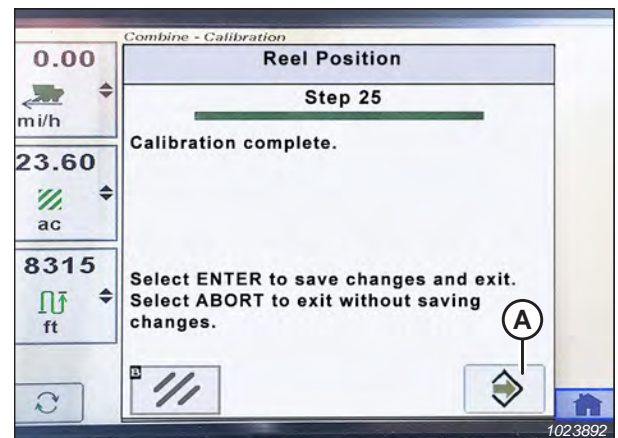 Combine - Calibration
0.00
mi/h
23.60
ac
8315
ft
Reel Position
Step 25
Calibration complete.
Select ENTER to save changes and exit.
Select ABORT to exit without saving
changes.
A
B
1023892